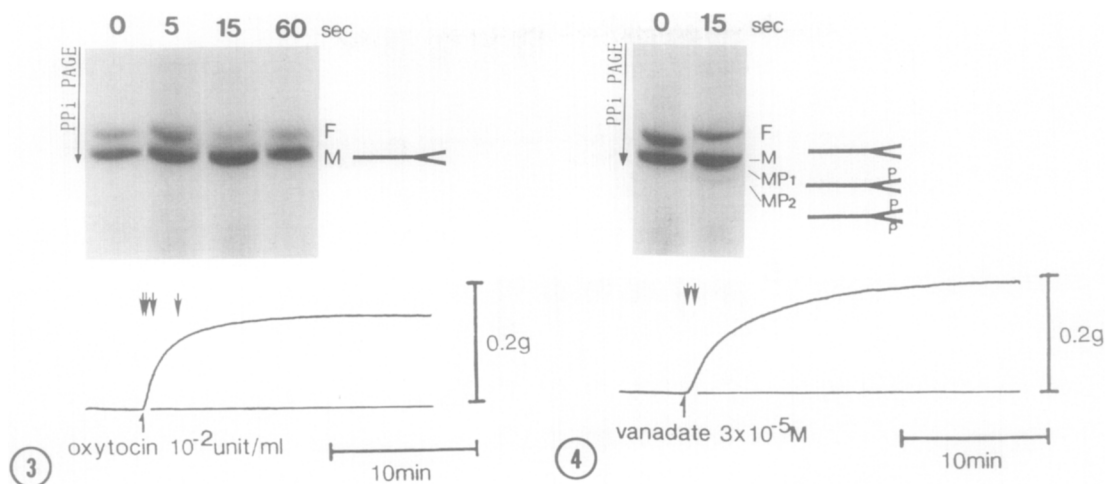 0 5 15 60 sec
PPi PAGE
F
M
0.2g
oxytocin 10⁻²unit/ml
10min
3
0 15 sec
PPi PAGE
F
M
MP₁
MP₂
P
P
P
0.2g
vanadate 3x10⁻⁵M
10min
4